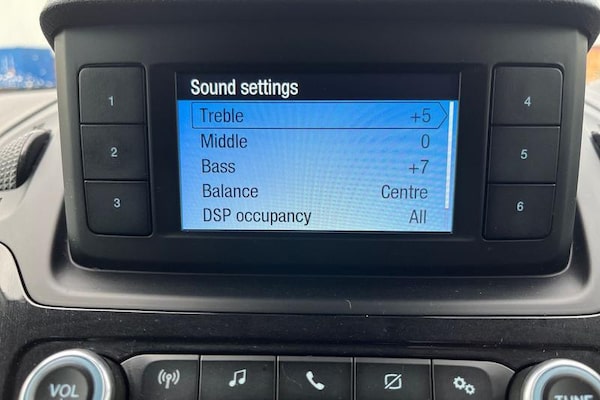 Sound settings
Treble +5
Middle 0
Bass +7
Balance Centre
DSP occupancy All
1
2
3
4
5
6
VOL
TUNE